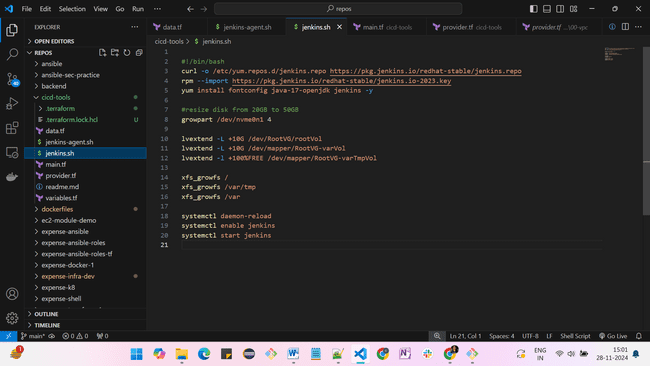 File Edit Selection View Go Run repos
EXPLORER
OPEN EDITORS
REPOS
ansible
ansible-sec-practice
backend
cicd-tools
.terraform
.terraform.lock.hcl U
data.tf
jenkins-agent.sh
jenkins.sh
main.tf
provider.tf
readme.md
variables.tf
dockerfiles
ec2-module-demo
expense-ansible
expense-ansible-roles
expense-ansible-roles-tf
expense-docker-1
expense-infra-dev
expense-k8
expense-shell
OUTLINE
TIMELINE
data.tf jenkins-agent.sh jenkins.sh main.tf cicd-tools provider.tf cicd-tools provider.tf
cicd-tools > jenkins.sh
1
2 #!/bin/bash
3 curl -o /etc/yum.repos.d/jenkins.repo https://pkg.jenkins.io/redhat-stable/jenkins.repo
4 rpm --import https://pkg.jenkins.io/redhat-stable/jenkins.io-2023.key
5 yum install fontconfig java-17-openjdk jenkins -y
6
7 #resize disk from 20GB to 50GB
8 growpart /dev/nvme0n1 4
9
10 lvextend -L +10G /dev/RootVG/rootVol
11 lvextend -L +10G /dev/mapper/RootVG-varVol
12 lvextend -l +100%FREE /dev/mapper/RootVG-varTmpVol
13
14 xfs_growfs /
15 xfs_growfs /var/tmp
16 xfs_growfs /var
17
18 systemctl daemon-reload
19 systemctl enable jenkins
20 systemctl start jenkins
21
main* 0 0 0 Ln 21, Col 1 Spaces: 4 UTF-8 LF Shell Script Go Live
ENG
IN
15:01
28-11-2024